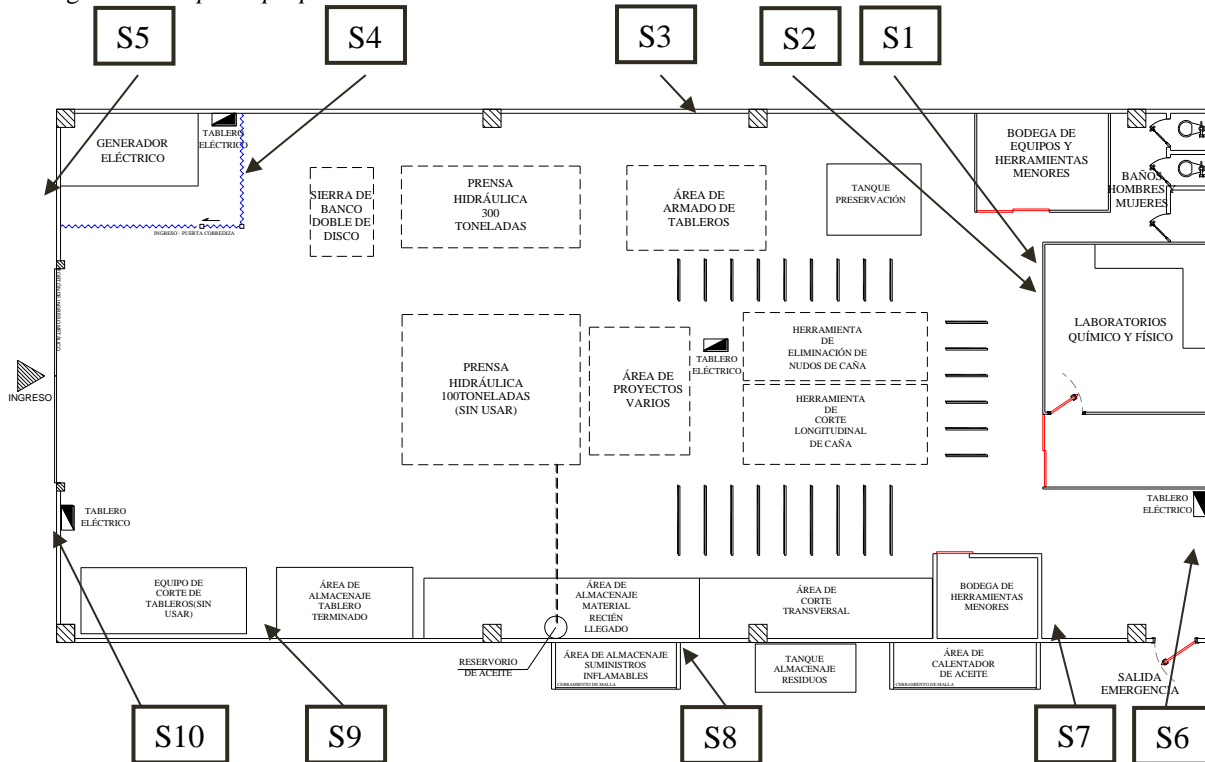 S5
S4
S3
S2
S1
GENERADOR
ELÉCTRICO
TABLERO
ELÉCTRICO
INGRESO - PUERTA CORREDIZA
SIERRA DE
BANCO
DOBLE DE
DISCO
PRENSA
HIDRÁULICA
300
TONELADAS
ÁREA DE
ARMADO DE
TABLEROS
TANQUE
PRESERVACIÓN
BODEGA DE
EQUIPOS Y
HERRAMIENTAS
MENORES
BAÑOS
HOMBRES Y
MUJERES
LABORATORIOS
QUÍMICO Y FÍSICO
INGRESO
PRENSA
HIDRÁULICA
100TONELADAS
(SIN USAR)
ÁREA DE
PROYECTOS
VARIOS
TABLERO
ELÉCTRICO
HERRAMIENTA
DE
ELIMINACIÓN DE
NUDOS DE CAÑA
HERRAMIENTA
DE
CORTE
LONGITUDINAL
DE CAÑA
TABLERO
ELÉCTRICO
TABLERO
ELÉCTRICO
EQUIPO DE
CORTE DE
TABLEROS(SIN
USAR)
ÁREA DE
ALMACENAJE
TABLERO
TERMINADO
ÁREA DE
ALMACENAJE
MATERIAL
RECIÉN
LLEGADO
ÁREA DE
CORTE
TRANSVERSAL
BODEGA DE
HERRAMIENTAS
MENORES
RESERVORIO
DE ACEITE
ÁREA DE ALMACENAJE
SUMINISTROS
INFLAMABLES
CERRAMIENTO DE MALLA
TANQUE
ALMACENAJE
RESIDUOS
ÁREA DE
CALENTADOR
DE ACEITE
CERRAMIENTO DE MALLA
SALIDA
EMERGENCIA
S10
S9
S8
S7
S6